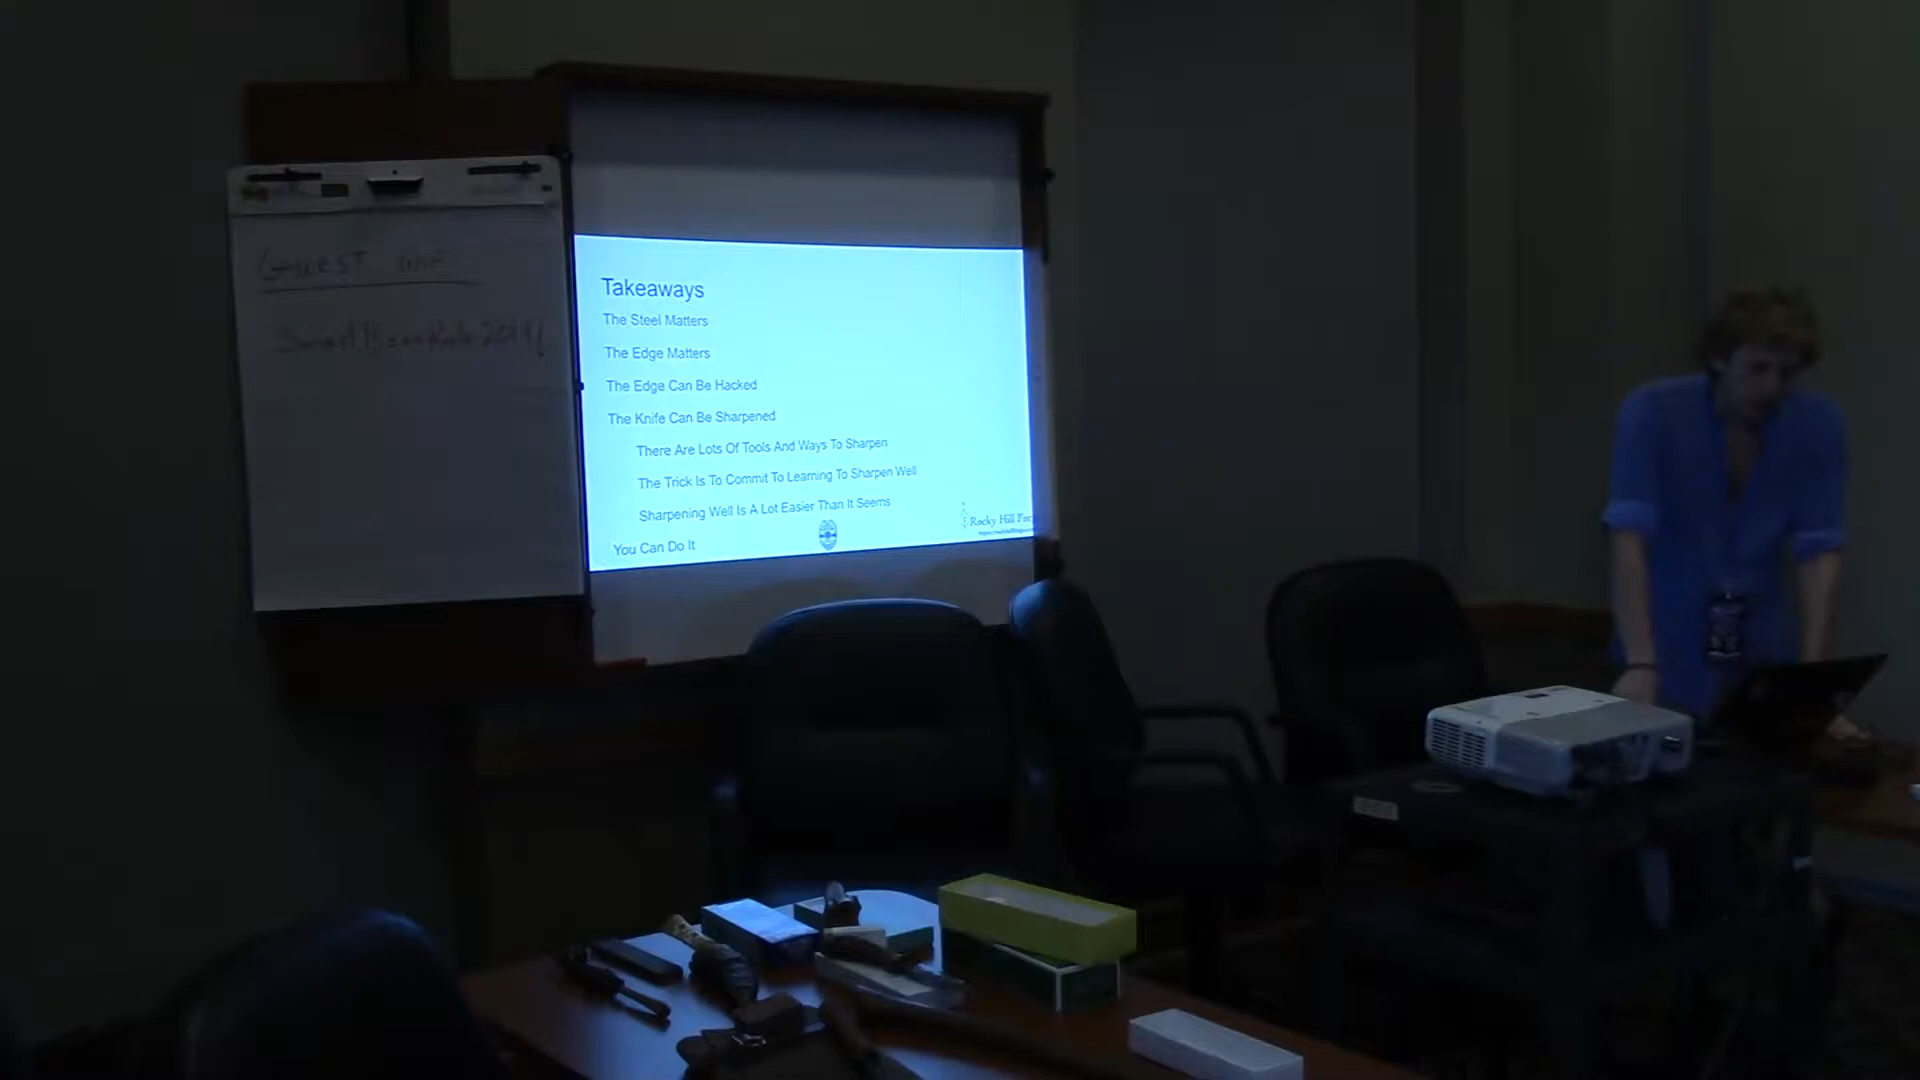 GUEST WIFI
Takeaways
The Steel Matters
The Edge Matters
The Edge Can Be Hacked
The Knife Can Be Sharpened
There Are Lots Of Tools And Ways To Sharpen
The Trick Is To Commit To Learning To Sharpen Well
Sharpening Well Is A Lot Easier Than It Seems
You Can Do It
Rocky Hill